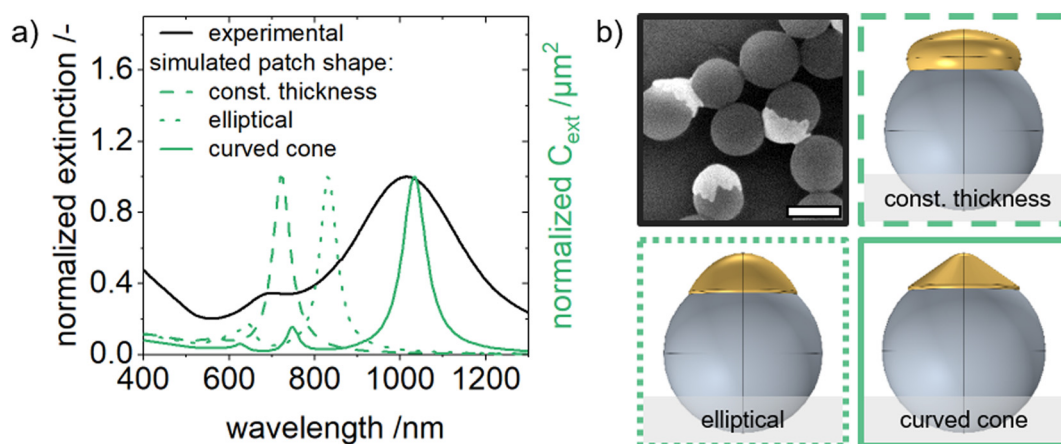 a)
experimental
simulated patch shape:
const. thickness
elliptical
curved cone
normalized extinction /-
1.6
1.2
0.8
0.4
0.0
400 600 800 1000 1200
wavelength /nm
normalized C_ext /µm²
b)
const. thickness
elliptical
curved cone